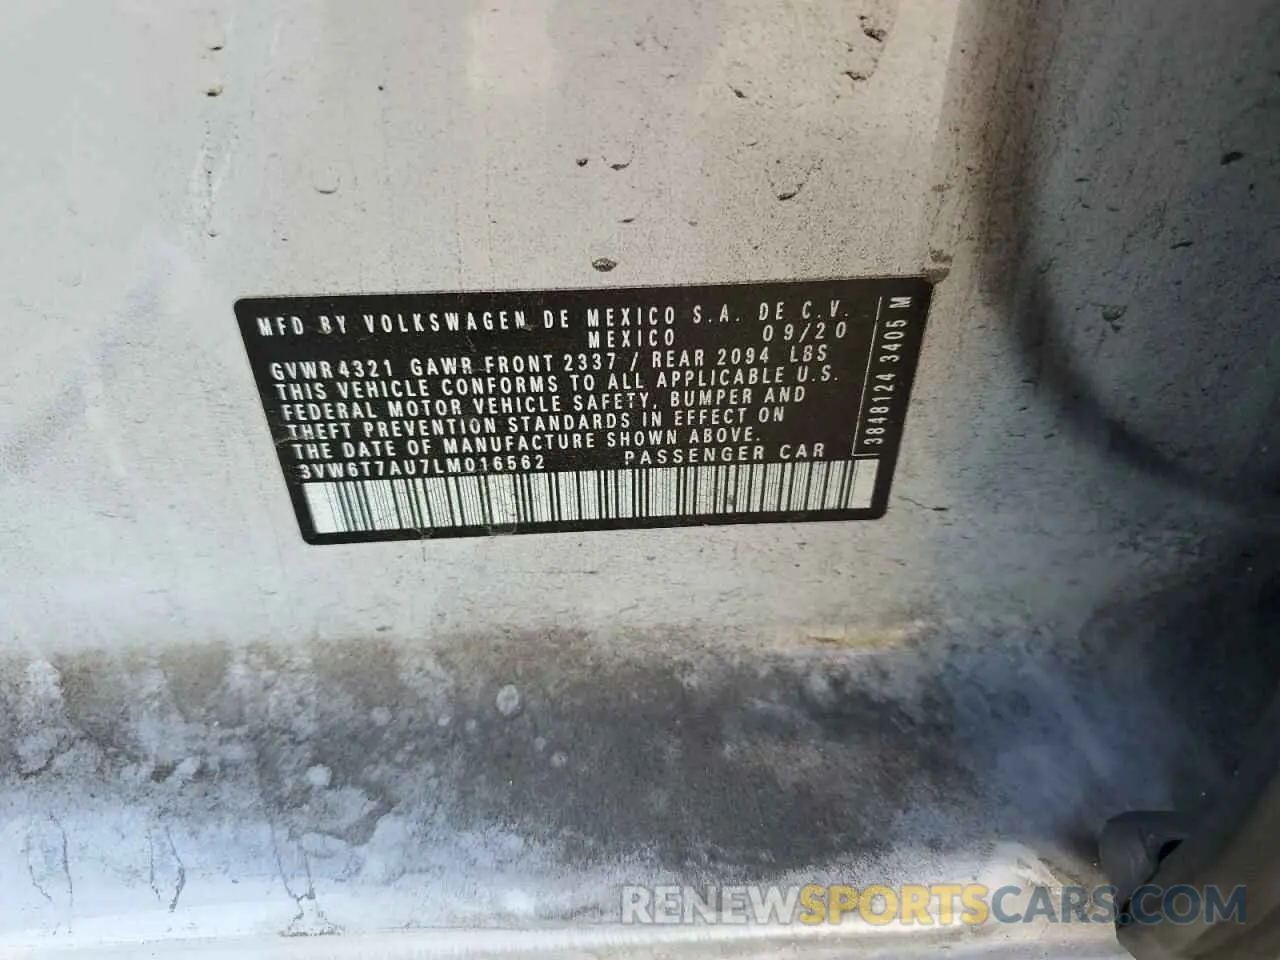 MFD BY VOLKSWAGEN DE MEXICO S.A. DE C.V.
MEXICO 09/20
GVWR 4321 GAWR FRONT 2337 / REAR 2094 LBS
THIS VEHICLE CONFORMS TO ALL APPLICABLE U.S.
FEDERAL MOTOR VEHICLE SAFETY, BUMPER AND
THEFT PREVENTION STANDARDS IN EFFECT ON
THE DATE OF MANUFACTURE SHOWN ABOVE.
3VW6T7AU7LM016562 PASSENGER CAR
3848124 3405 M
RENEWSPORTSCARS.COM